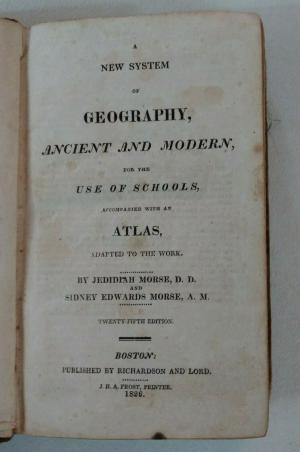 A
NEW SYSTEM
OF
GEOGRAPHY,
ANCIENT AND MODERN,
FOR THE
USE OF SCHOOLS,
ACCOMPANIED WITH AN
ATLAS,
ADAPTED TO THE WORK.
BY JEDIDIAH MORSE, D. D.
AND
SIDNEY EDWARDS MORSE, A. M.
TWENTY-FIFTH EDITION.
BOSTON:
PUBLISHED BY RICHARDSON AND LORD.
J. H. A. FROST, PRINTER.
1826.